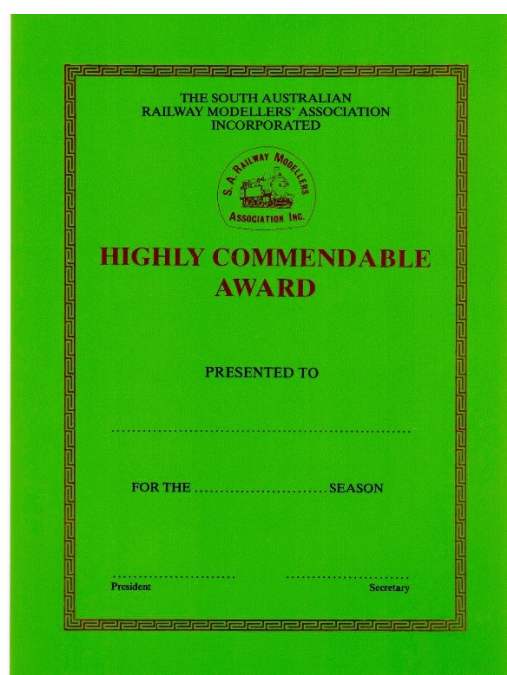 THE SOUTH AUSTRALIAN
RAILWAY MODELLERS' ASSOCIATION
INCORPORATED
S.A. RAILWAY MODELLERS
ASSOCIATION INC.
HIGHLY COMMENDABLE
AWARD
PRESENTED TO
FOR THE ........................ SEASON
President Secretary